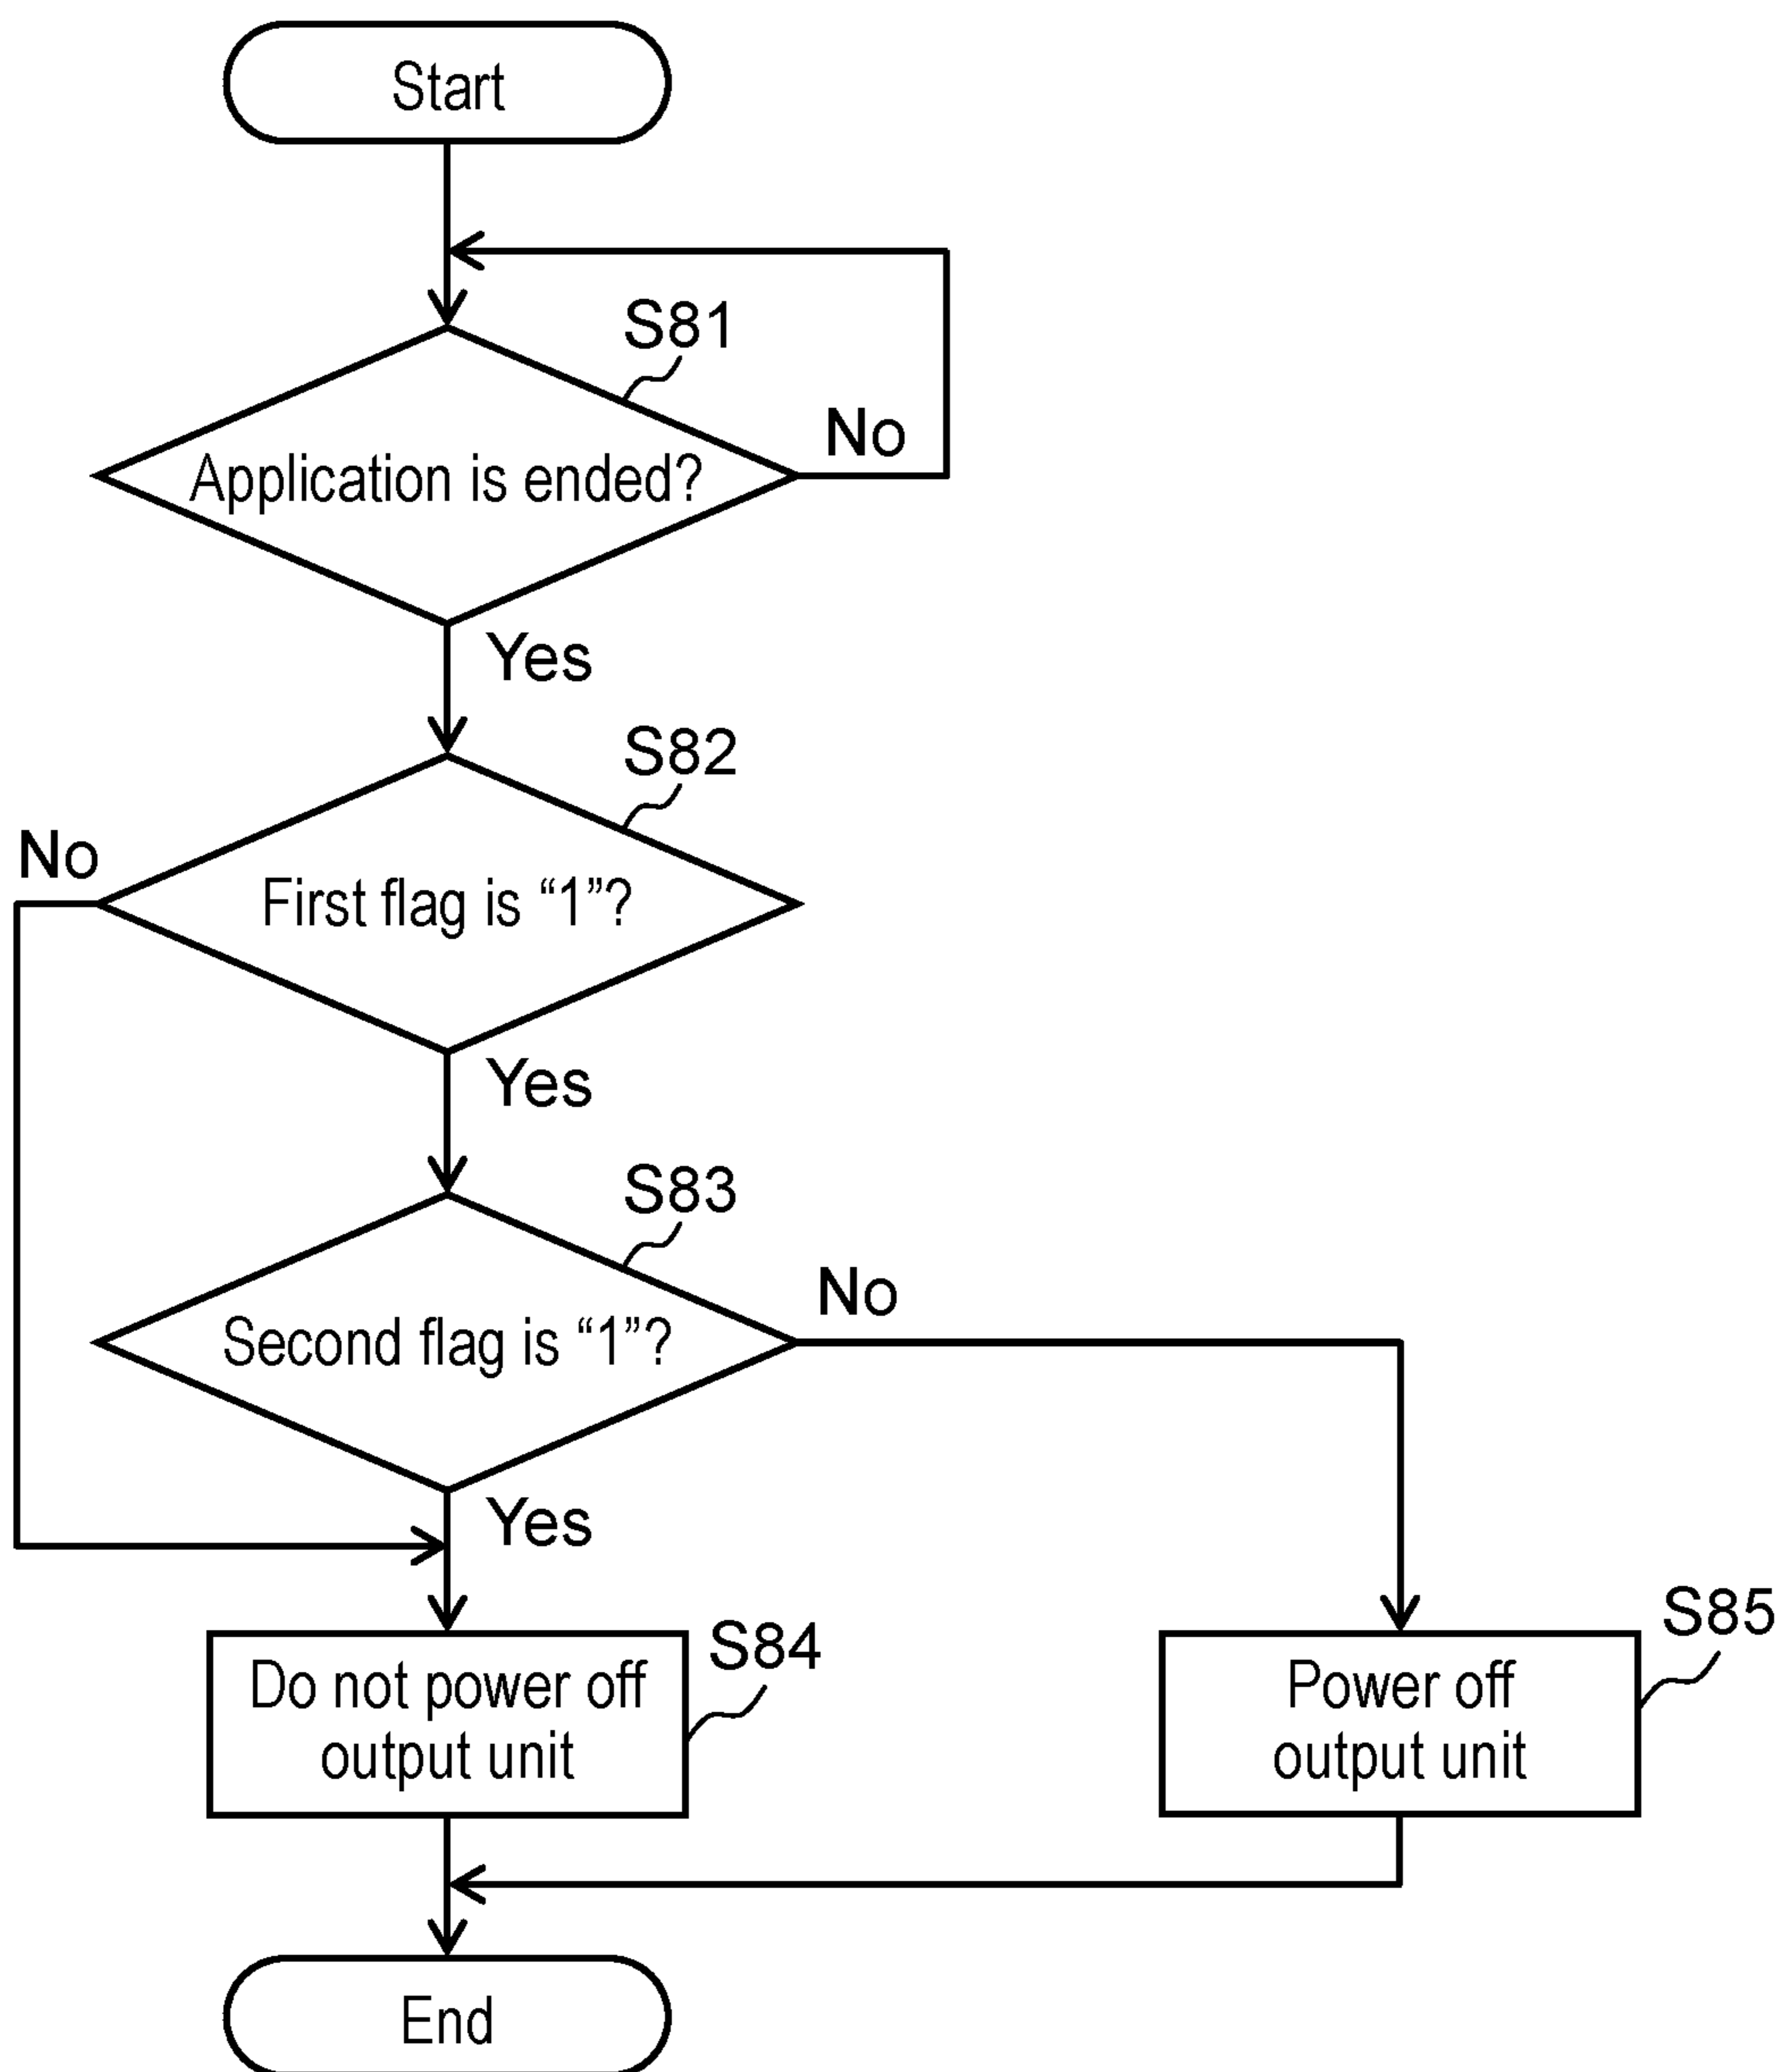 Start
S81
No
Application is ended?
Yes
S82
No
First flag is “1”?
Yes
S83
No
Second flag is “1”?
Yes
S84
Do not power off
output unit
S85
Power off
output unit
End